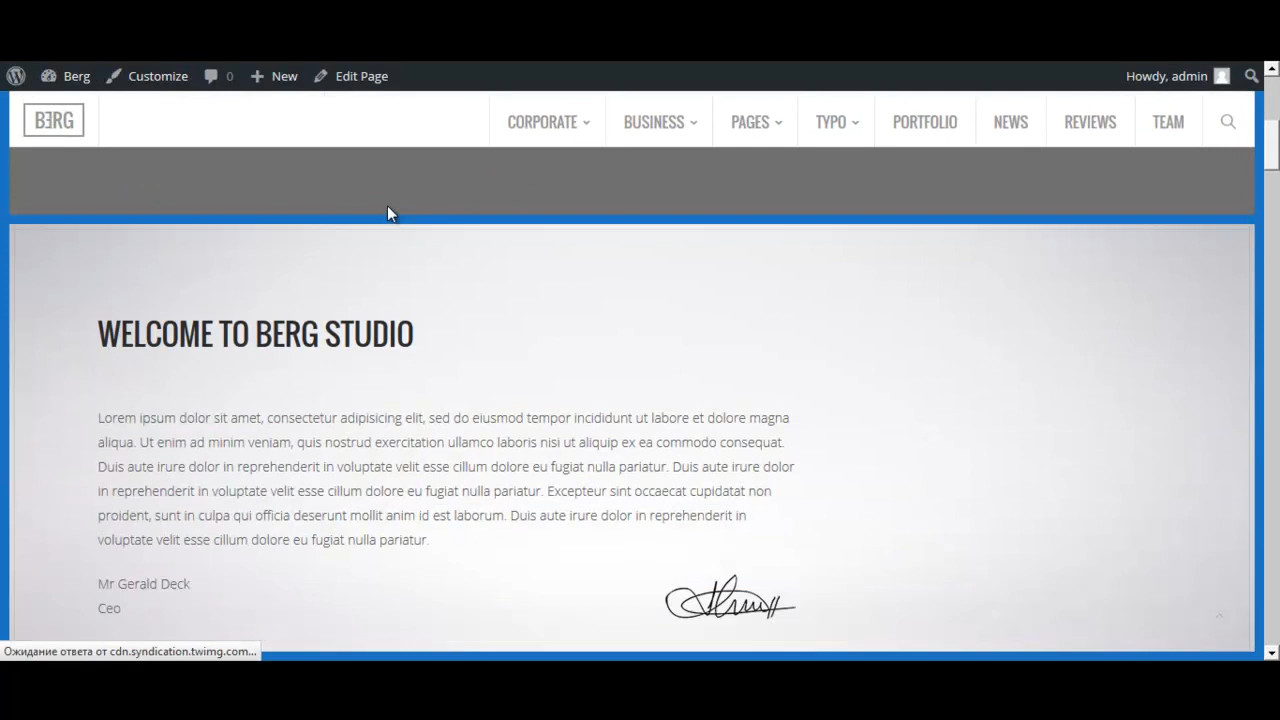 Berg Customize 0 New Edit Page Howdy, admin
BƎRG CORPORATE BUSINESS PAGES TYPO PORTFOLIO NEWS REVIEWS TEAM
WELCOME TO BERG STUDIO
Lorem ipsum dolor sit amet, consectetur adipisicing elit, sed do eiusmod tempor incididunt ut labore et dolore magna
aliqua. Ut enim ad minim veniam, quis nostrud exercitation ullamco laboris nisi ut aliquip ex ea commodo consequat.
Duis aute irure dolor in reprehenderit in voluptate velit esse cillum dolore eu fugiat nulla pariatur. Duis aute irure dolor
in reprehenderit in voluptate velit esse cillum dolore eu fugiat nulla pariatur. Excepteur sint occaecat cupidatat non
proident, sunt in culpa qui officia deserunt mollit anim id est laborum. Duis aute irure dolor in reprehenderit in
voluptate velit esse cillum dolore eu fugiat nulla pariatur.
Mr Gerald Deck
Ceo
Ожидание ответа от cdn.syndication.twimg.com...